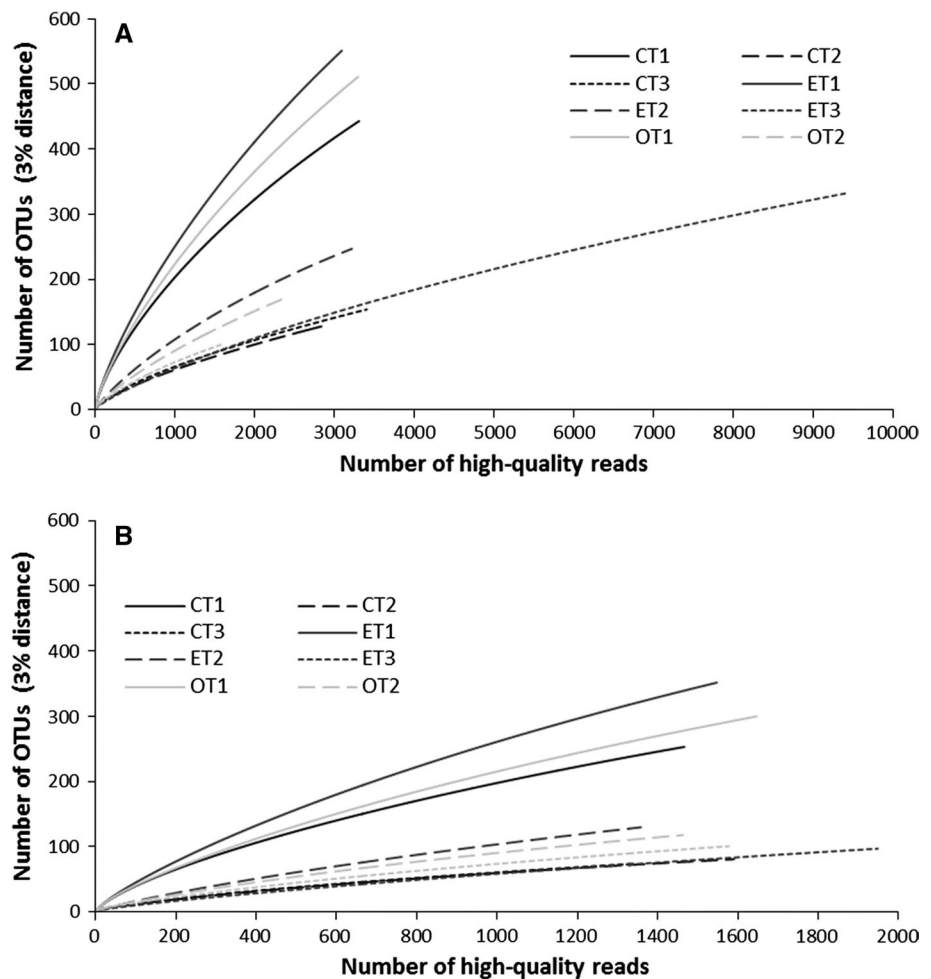 A
600
500
400
300
200
100
0
Number of OTUs (3% distance)
CT1 CT2
CT3 ET1
ET2 ET3
OT1 OT2
0 1000 2000 3000 4000 5000 6000 7000 8000 9000 10000
Number of high-quality reads
B
600
500
400
300
200
100
0
Number of OTUs (3% distance)
CT1 CT2
CT3 ET1
ET2 ET3
OT1 OT2
0 200 400 600 800 1000 1200 1400 1600 1800 2000
Number of high-quality reads